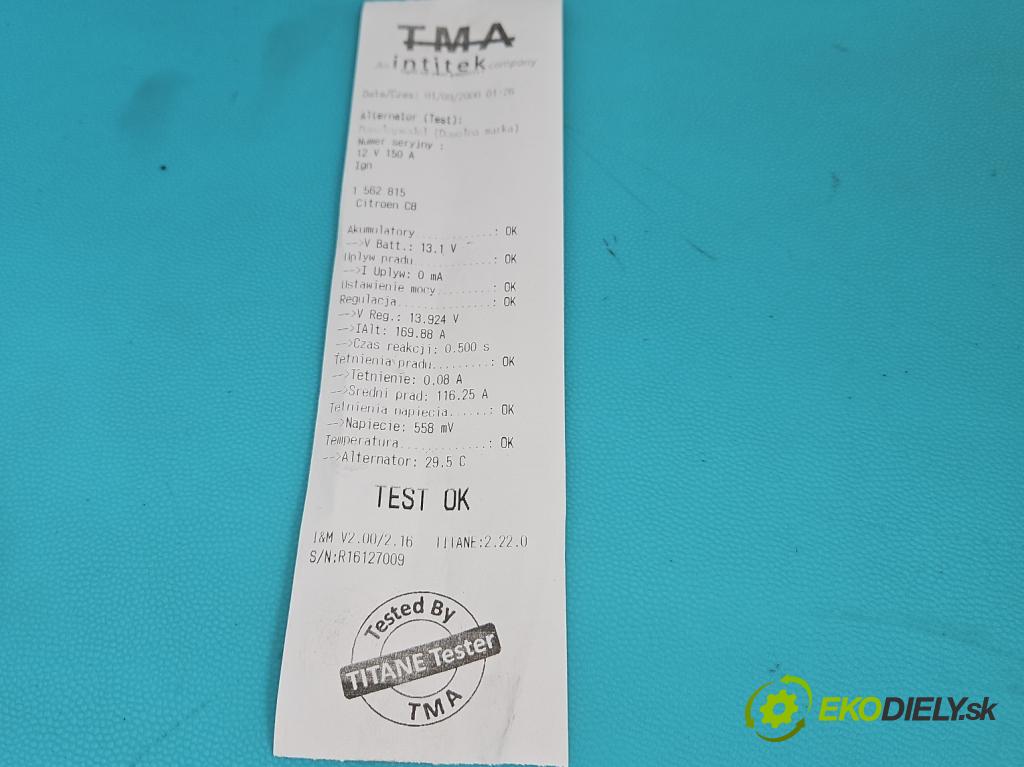 TMA
An intitek company
Date/Czas: 01/00/2000 01:26
Alternator (Test):
(Dowolna marka)
Numer seryjny :
12 V 150 A
Ign
1 562 815
Citroen C8
Akumulatory..........: OK
-->V Batt.: 13.1 V
Uplyw pradu..........: OK
-->I Uplyw: 0 mA
Ustawienie mocy.......: OK
Regulacja............: OK
-->V Reg.: 13.924 V
-->IAlt: 169.88 A
-->Czas reakcji: 0.500 s
Tetnienia pradu........: OK
-->Tetnienie: 0.08 A
-->Sredni prad: 116.25 A
Tetnienia napiecia.....: OK
-->Napiecie: 558 mV
Temperatura............: OK
-->Alternator: 29.5 C
TEST OK
I&M V2.00/2.16 TITANE:2.22.0
S/N:R16127009
Tested By
TITANE Tester
TMA
EKODIELY.sk